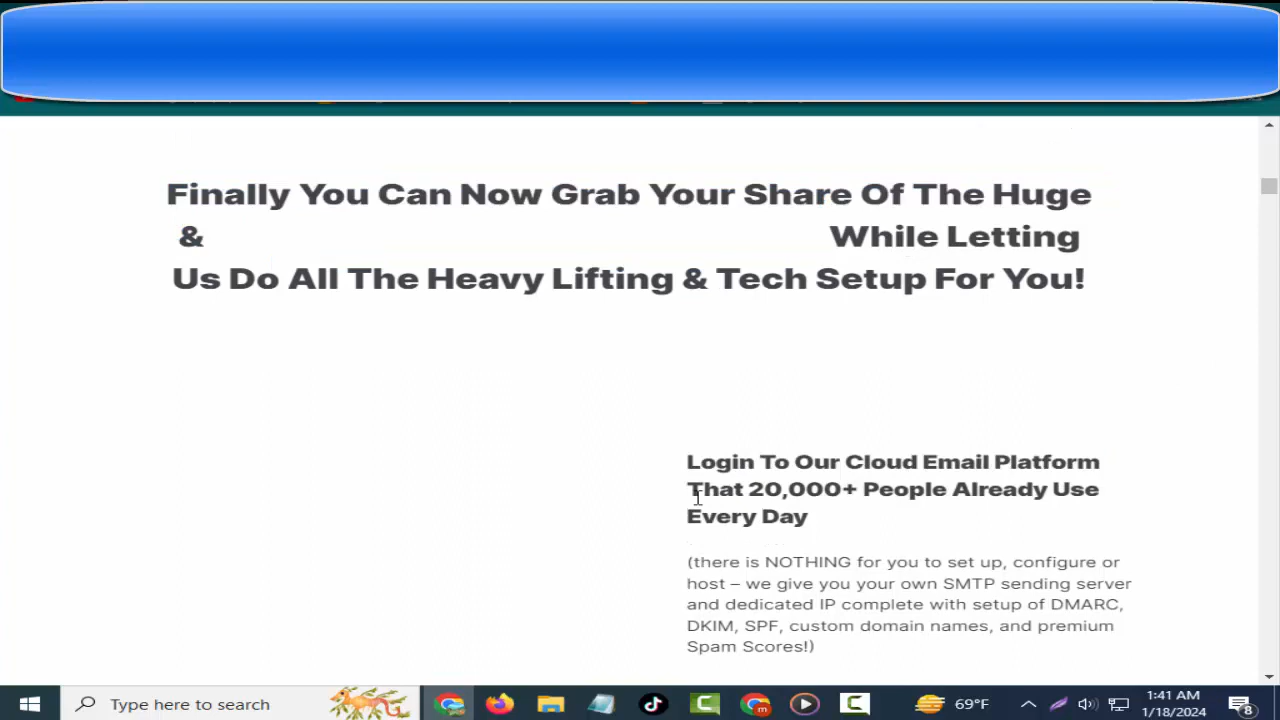 Finally You Can Now Grab Your Share Of The Huge
& While Letting
Us Do All The Heavy Lifting & Tech Setup For You!
Login To Our Cloud Email Platform
That 20,000+ People Already Use
Every Day
(there is NOTHING for you to set up, configure or
host – we give you your own SMTP sending server
and dedicated IP complete with setup of DMARC,
DKIM, SPF, custom domain names, and premium
Spam Scores!)
Type here to search
69°F
1:41 AM
1/18/2024
8